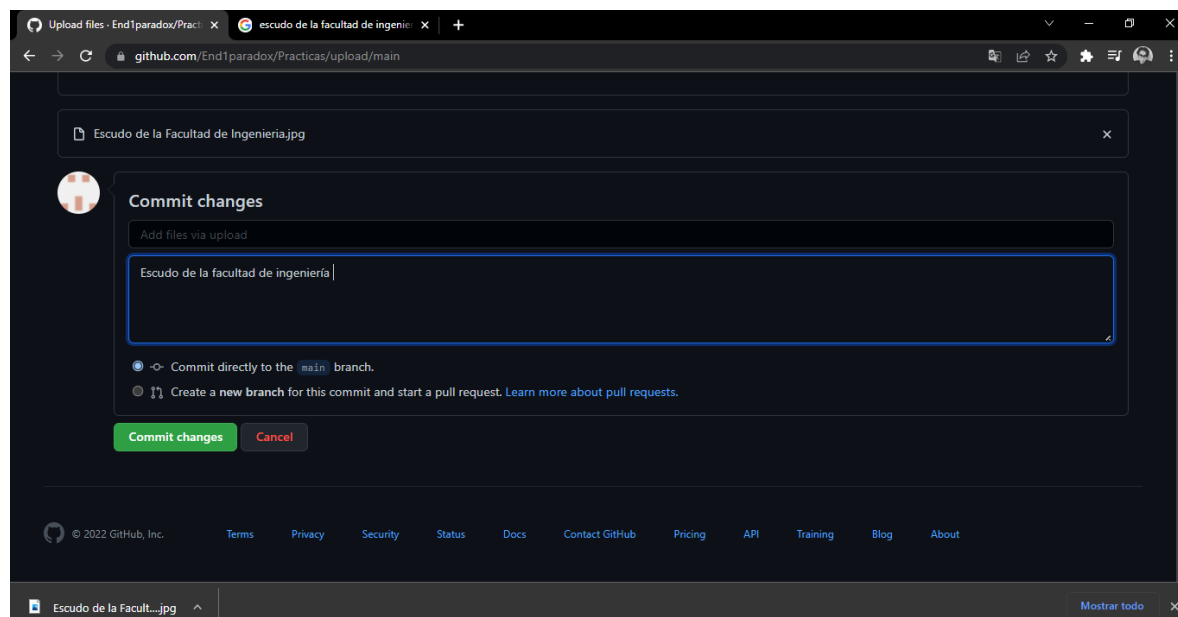 Upload files · End1paradox/Practi
escudo de la facultad de ingenier
github.com/End1paradox/Practicas/upload/main
Escudo de la Facultad de Ingenieria.jpg
Commit changes
Add files via upload
Escudo de la facultad de ingeniería
Commit directly to the main branch.
Create a new branch for this commit and start a pull request. Learn more about pull requests.
Commit changes Cancel
© 2022 GitHub, Inc. Terms Privacy Security Status Docs Contact GitHub Pricing API Training Blog About
Escudo de la Facult....jpg Mostrar todo